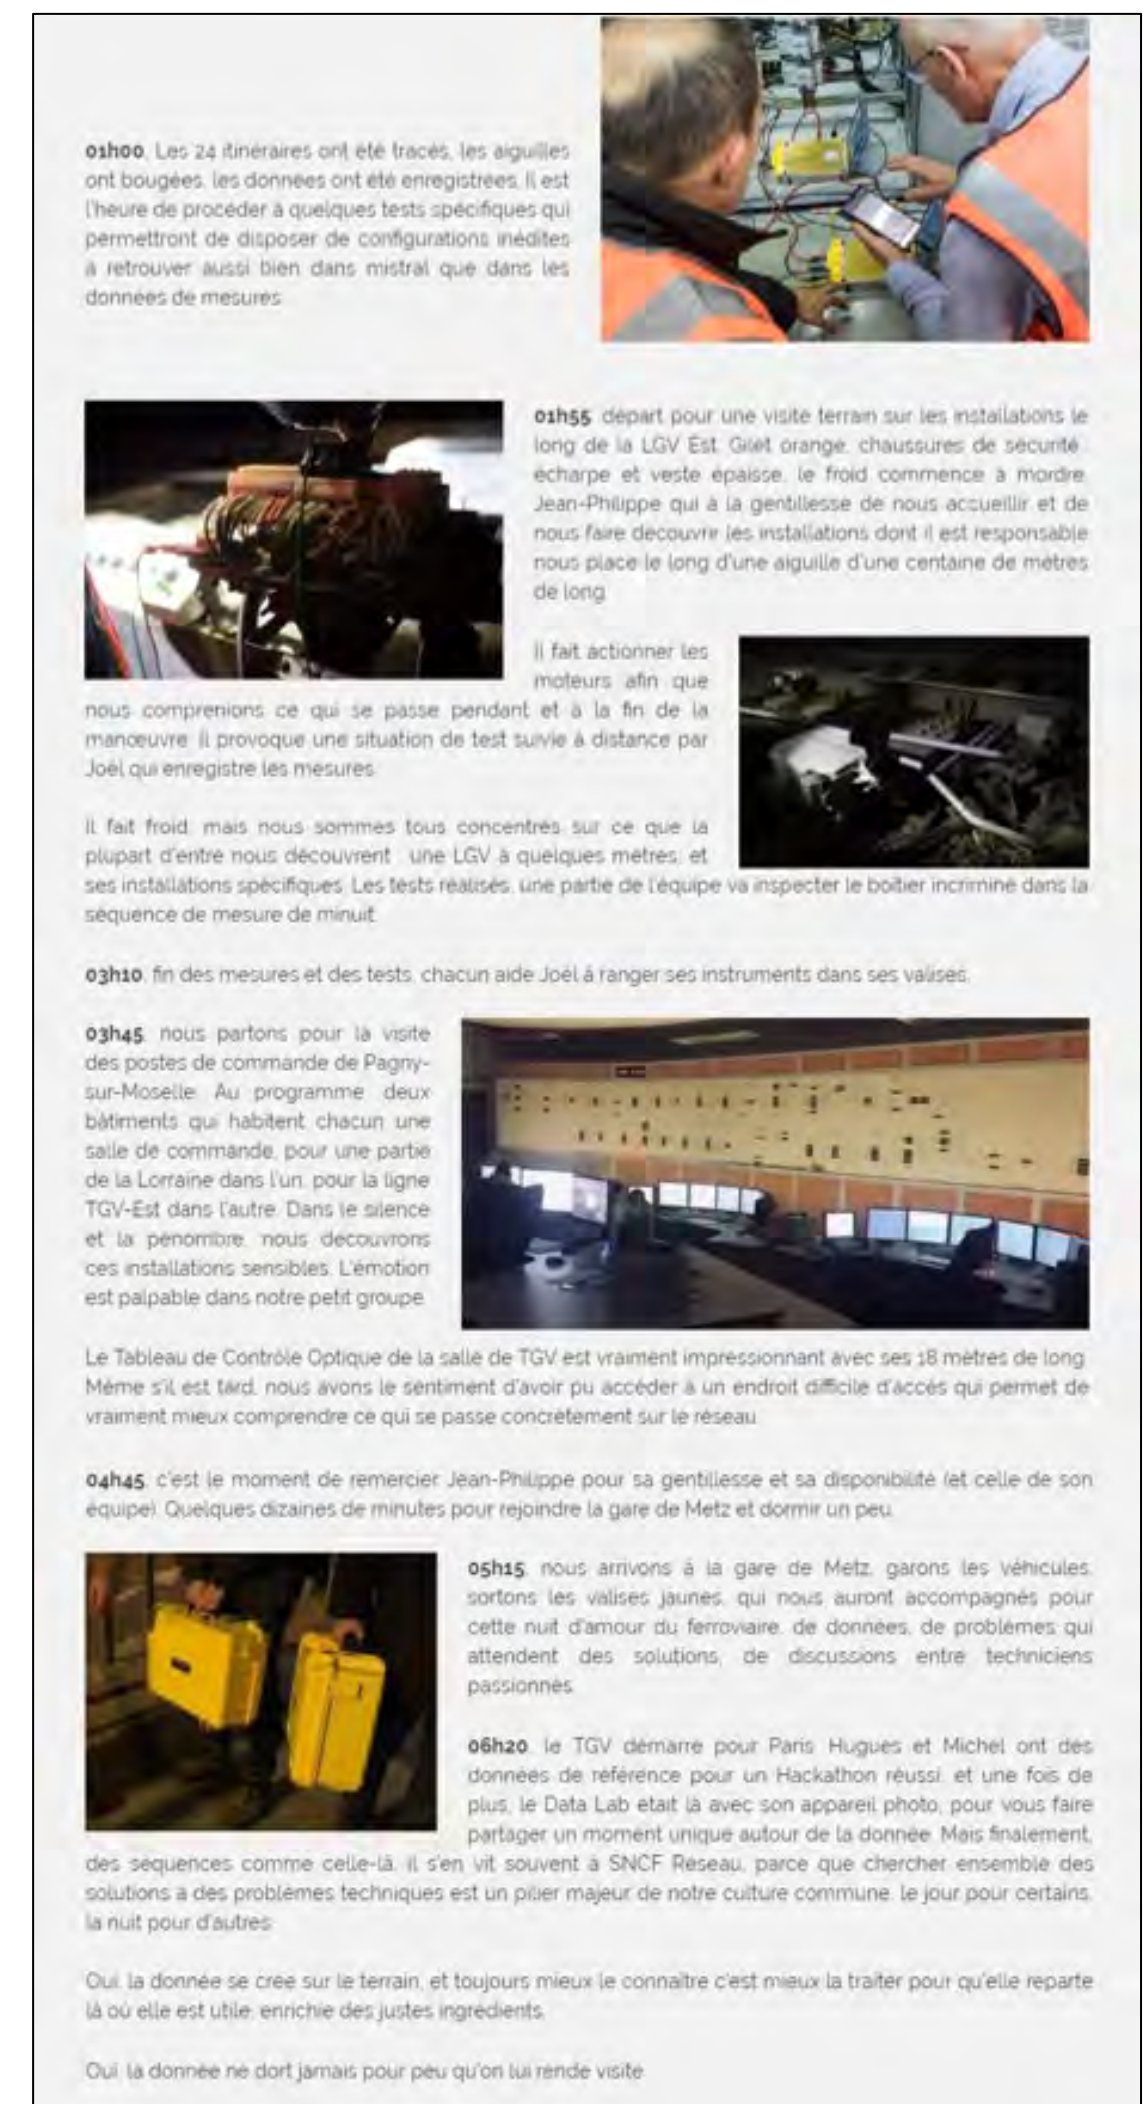 01h00. Les 24 itinéraires ont été tracés, les aiguilles
ont bougées, les données ont été enregistrées. Il est
l'heure de procéder à quelques tests spécifiques qui
permettront de disposer de configurations inédites
à retrouver aussi bien dans mistral que dans les
données de mesures.
01h55, départ pour une visite terrain sur les installations le
long de la LGV Est. Gilet orange, chaussures de sécurité,
écharpe et veste épaisse, le froid commence à mordre.
Jean-Philippe qui à la gentillesse de nous accueillir et de
nous faire découvrir les installations dont il est responsable
nous place le long d'une aiguille d'une centaine de mètres
de long.
Il fait actionner les
moteurs afin que
nous comprenions ce qui se passe pendant et à la fin de la
manœuvre. Il provoque une situation de test suivie à distance par
Joël qui enregistre les mesures.
Il fait froid, mais nous sommes tous concentrés sur ce que la
plupart d'entre nous découvrent : une LGV à quelques mètres, et
ses installations spécifiques. Les tests réalisés, une partie de l'équipe va inspecter le boîtier incriminé dans la
séquence de mesure de minuit.
03h10, fin des mesures et des tests, chacun aide Joël à ranger ses instruments dans ses valises.
03h45, nous partons pour la visite
des postes de commande de Pagny-
sur-Moselle. Au programme deux
bâtiments qui habitent chacun une
salle de commande, pour une partie
de la Lorraine dans l'un, pour la ligne
TGV-Est dans l'autre. Dans le silence
et la pénombre, nous découvrons
ces installations sensibles. L'émotion
est palpable dans notre petit groupe.
Le Tableau de Contrôle Optique de la salle de TGV est vraiment impressionnant avec ses 18 mètres de long.
Même s'il est tard, nous avons le sentiment d'avoir pu accéder à un endroit difficile d'accès qui permet de
vraiment mieux comprendre ce qui se passe concrètement sur le réseau.
04h45, c'est le moment de remercier Jean-Philippe pour sa gentillesse et sa disponibilité (et celle de son
équipe). Quelques dizaines de minutes pour rejoindre la gare de Metz et dormir un peu.
05h15, nous arrivons à la gare de Metz, garons les véhicules,
sortons les valises jaunes, qui nous auront accompagnés pour
cette nuit d'amour du ferroviaire, de données, de problèmes qui
attendent des solutions, de discussions entre techniciens
passionnés.
06h20, le TGV démarre pour Paris. Hugues et Michel ont des
données de référence pour un Hackathon réussi, et une fois de
plus, le Data Lab était là avec son appareil photo, pour vous faire
partager un moment unique autour de la donnée. Mais finalement,
des séquences comme celle-là, il s'en vit souvent à SNCF Réseau, parce que chercher ensemble des
solutions à des problèmes techniques est un pilier majeur de notre culture commune, le jour pour certains,
la nuit pour d'autres.
Oui, la donnée se crée sur le terrain, et toujours mieux le connaître c'est mieux la traiter pour qu'elle reparte
là où elle est utile, enrichie des justes ingrédients.
Oui, la donnée ne dort jamais pour peu qu'on lui rende visite.